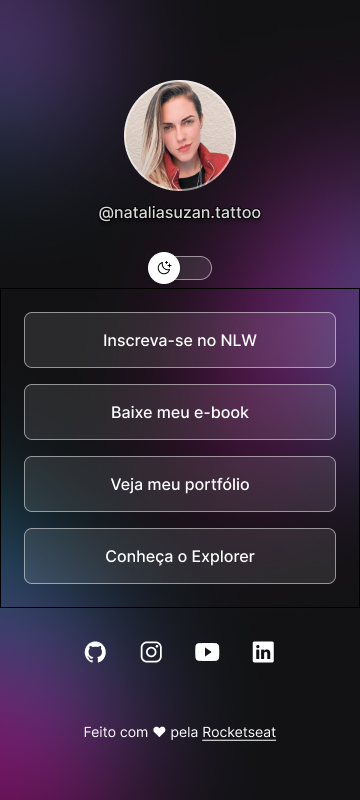 @nataliasuzan.tattoo
Inscreva-se no NLW
Baixe meu e-book
Veja meu portfólio
Conheça o Explorer
Feito com ♥ pela Rocketseat